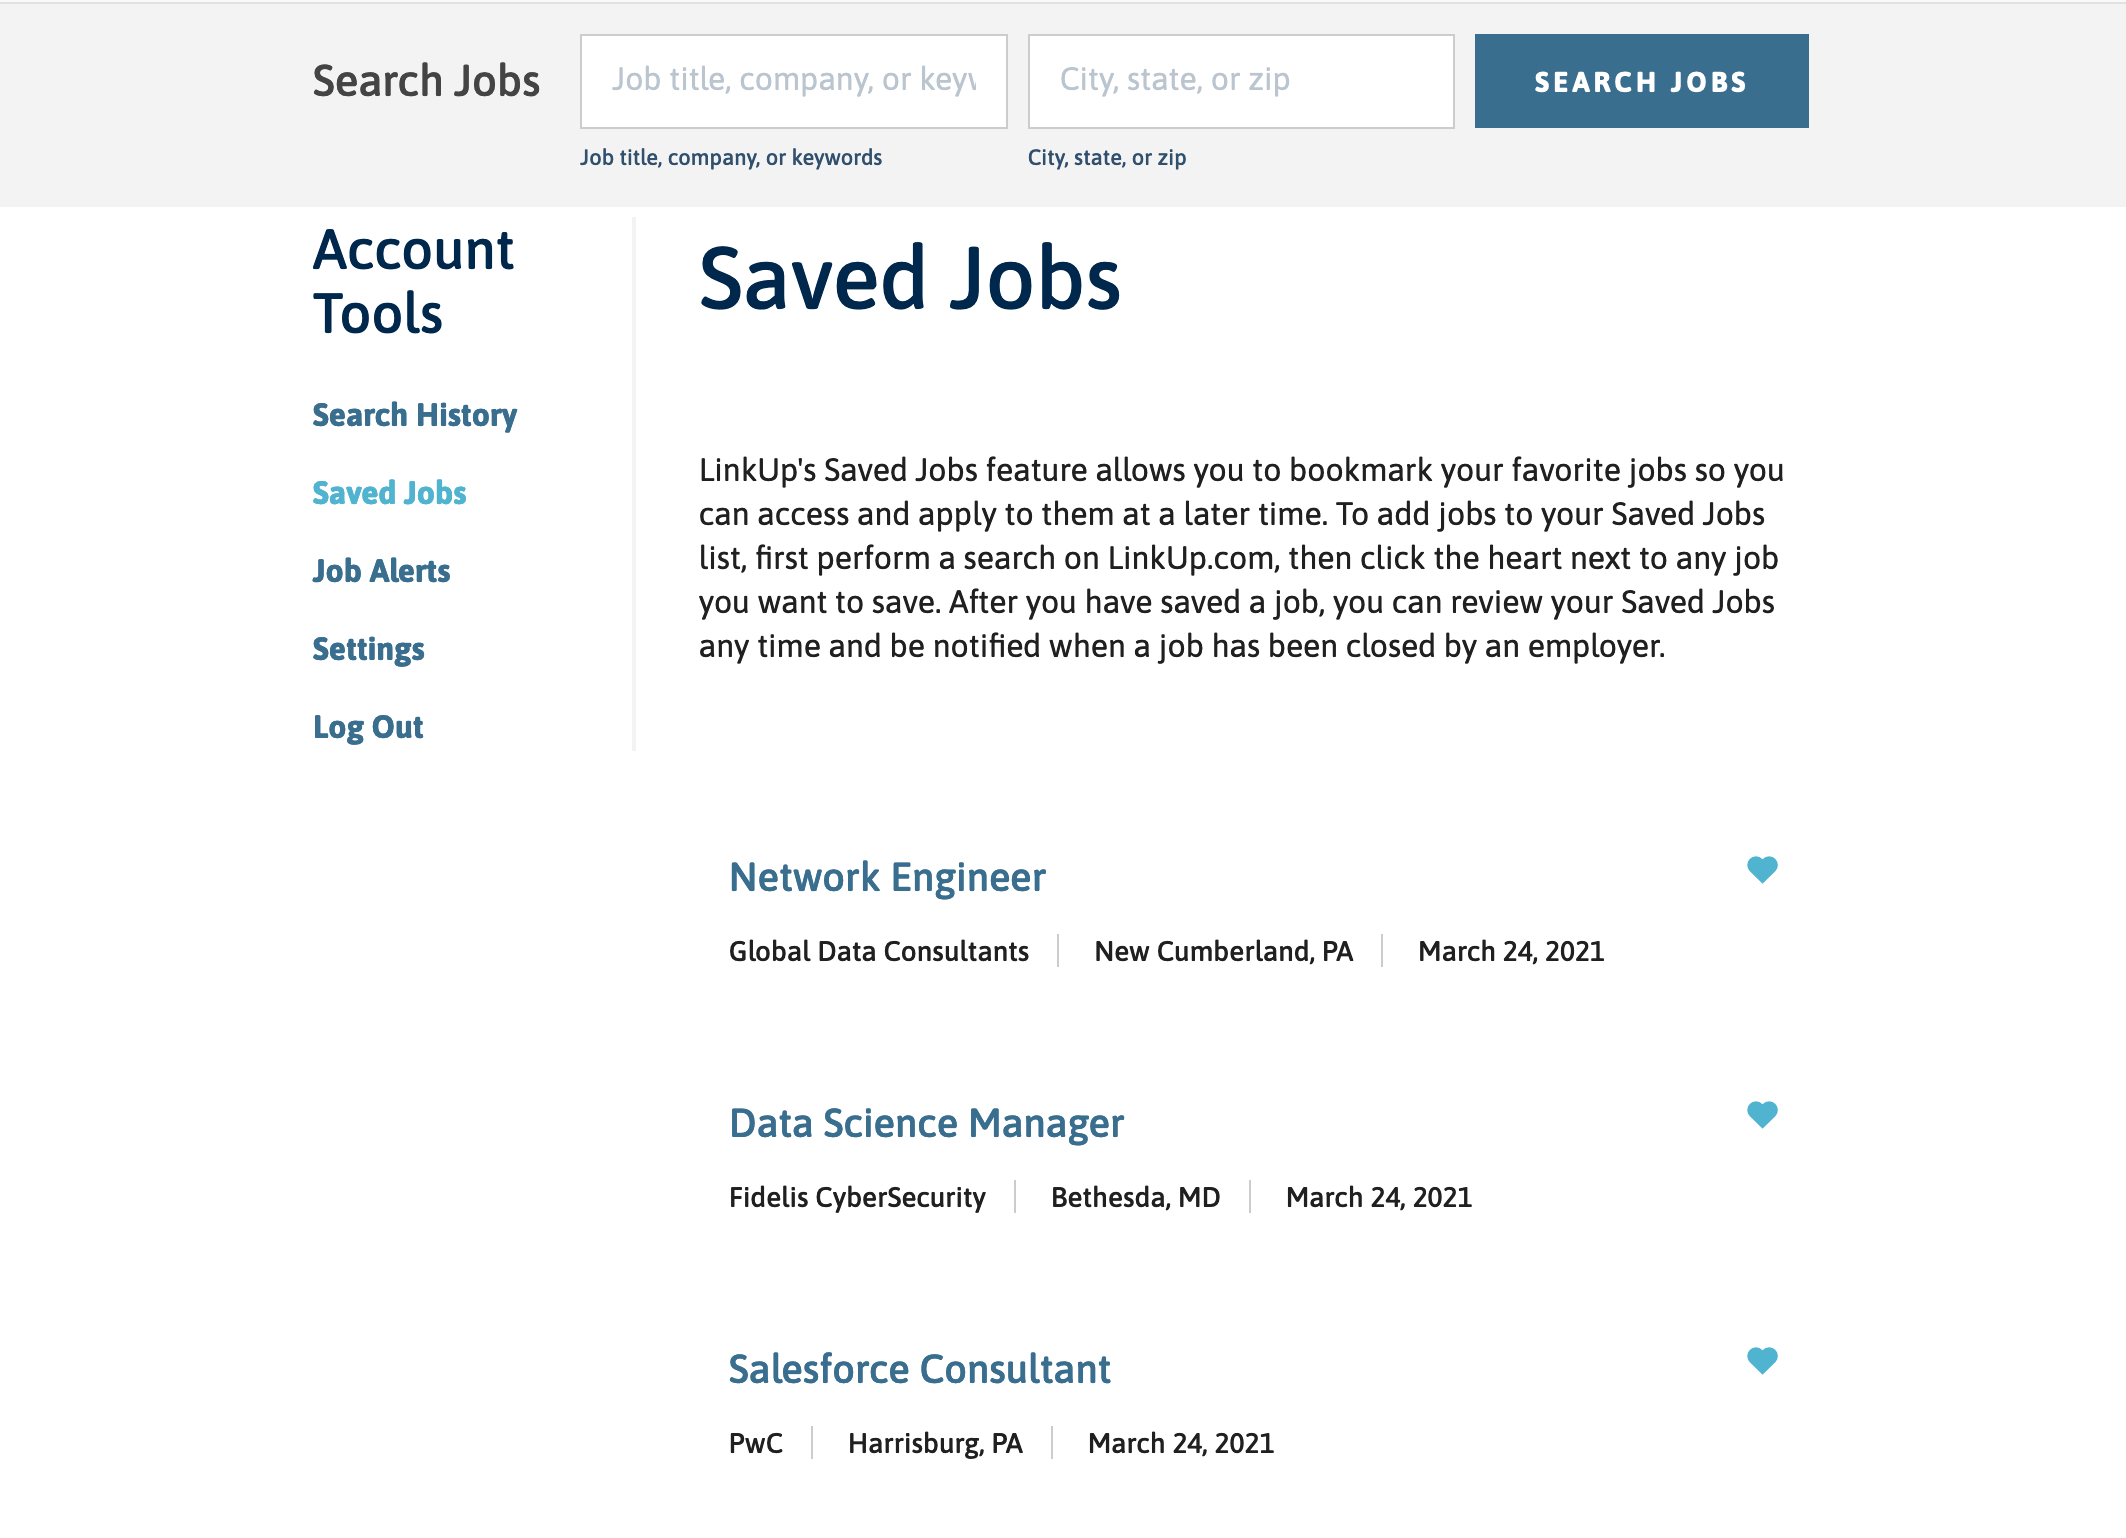 Search Jobs
Job title, company, or keyv
City, state, or zip
SEARCH JOBS
Job title, company, or keywords
City, state, or zip
Account
Tools
Search History
Saved Jobs
Job Alerts
Settings
Log Out
Saved Jobs
LinkUp's Saved Jobs feature allows you to bookmark your favorite jobs so you
can access and apply to them at a later time. To add jobs to your Saved Jobs
list, first perform a search on LinkUp.com, then click the heart next to any job
you want to save. After you have saved a job, you can review your Saved Jobs
any time and be notified when a job has been closed by an employer.
Network Engineer
Global Data Consultants
New Cumberland, PA
March 24, 2021
Data Science Manager
Fidelis CyberSecurity
Bethesda, MD
March 24, 2021
Salesforce Consultant
PwC
Harrisburg, PA
March 24, 2021